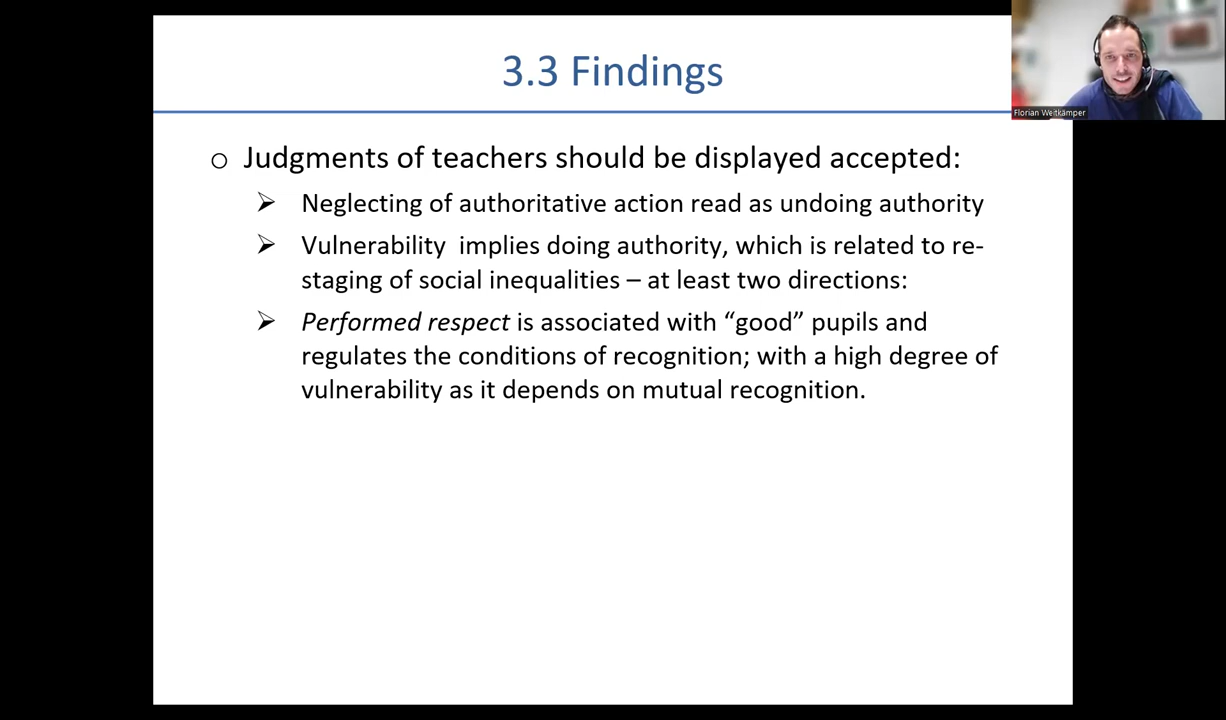 3.3 Findings
Florian Weitkämper
o Judgments of teachers should be displayed accepted:
➢ Neglecting of authoritative action read as undoing authority
➢ Vulnerability  implies doing authority, which is related to re-
staging of social inequalities – at least two directions:
➢ Performed respect is associated with “good” pupils and
regulates the conditions of recognition; with a high degree of
vulnerability as it depends on mutual recognition.